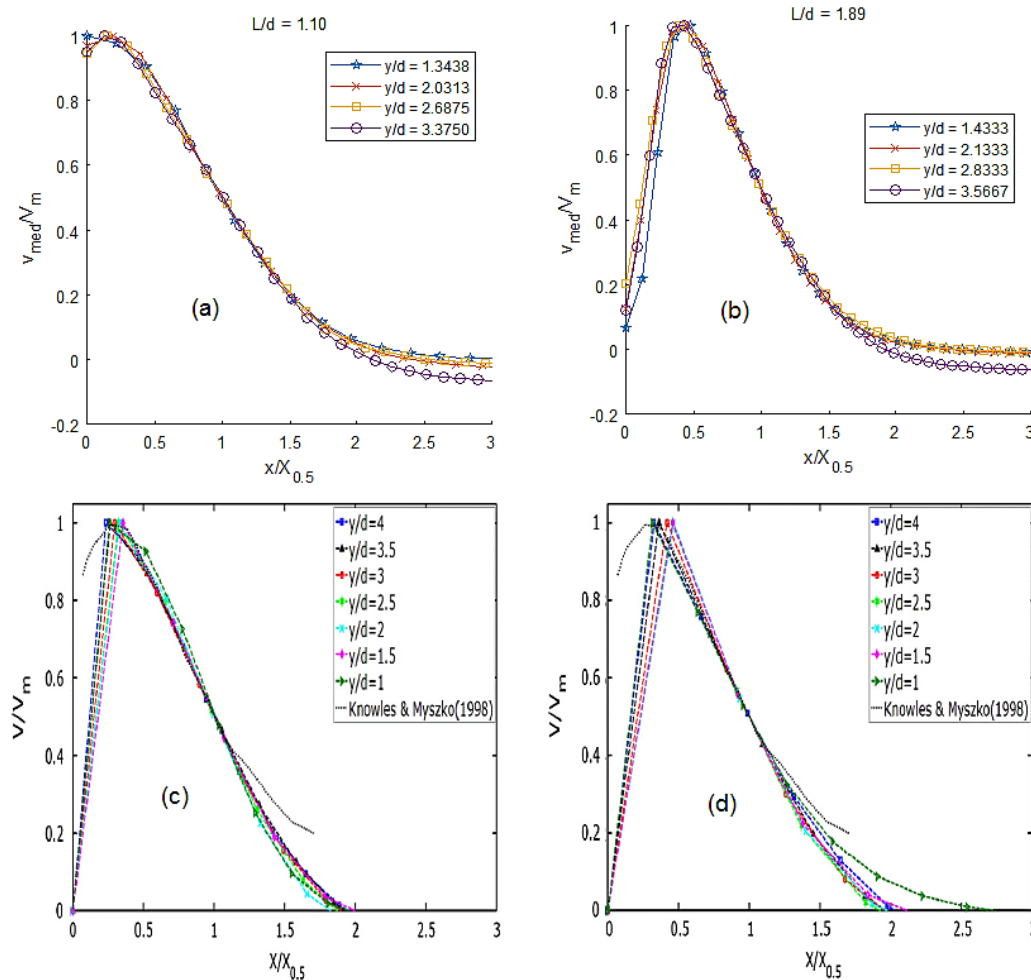 L/d = 1.10
1
0.8
0.6
0.4
0.2
0
-0.2
v_med/V_m
y/d = 1.3438
y/d = 2.0313
y/d = 2.6875
y/d = 3.3750
(a)
0 0.5 1 1.5 2 2.5 3
x/X_0.5
L/d = 1.89
1
0.8
0.6
0.4
0.2
0
-0.2
v_med/V_m
y/d = 1.4333
y/d = 2.1333
y/d = 2.8333
y/d = 3.5667
(b)
0 0.5 1 1.5 2 2.5 3
x/X_0.5
1
0.8
0.6
0.4
0.2
0
V/V_m
y/d=4
y/d=3.5
y/d=3
y/d=2.5
y/d=2
y/d=1.5
y/d=1
Knowles & Myszko(1998)
(c)
0 0.5 1 1.5 2 2.5 3
X/X_0.5
1
0.8
0.6
0.4
0.2
0
V/V_m
y/d=4
y/d=3.5
y/d=3
y/d=2.5
y/d=2
y/d=1.5
y/d=1
Knowles & Myszko(1998)
(d)
0 0.5 1 1.5 2 2.5 3
X/X_0.5